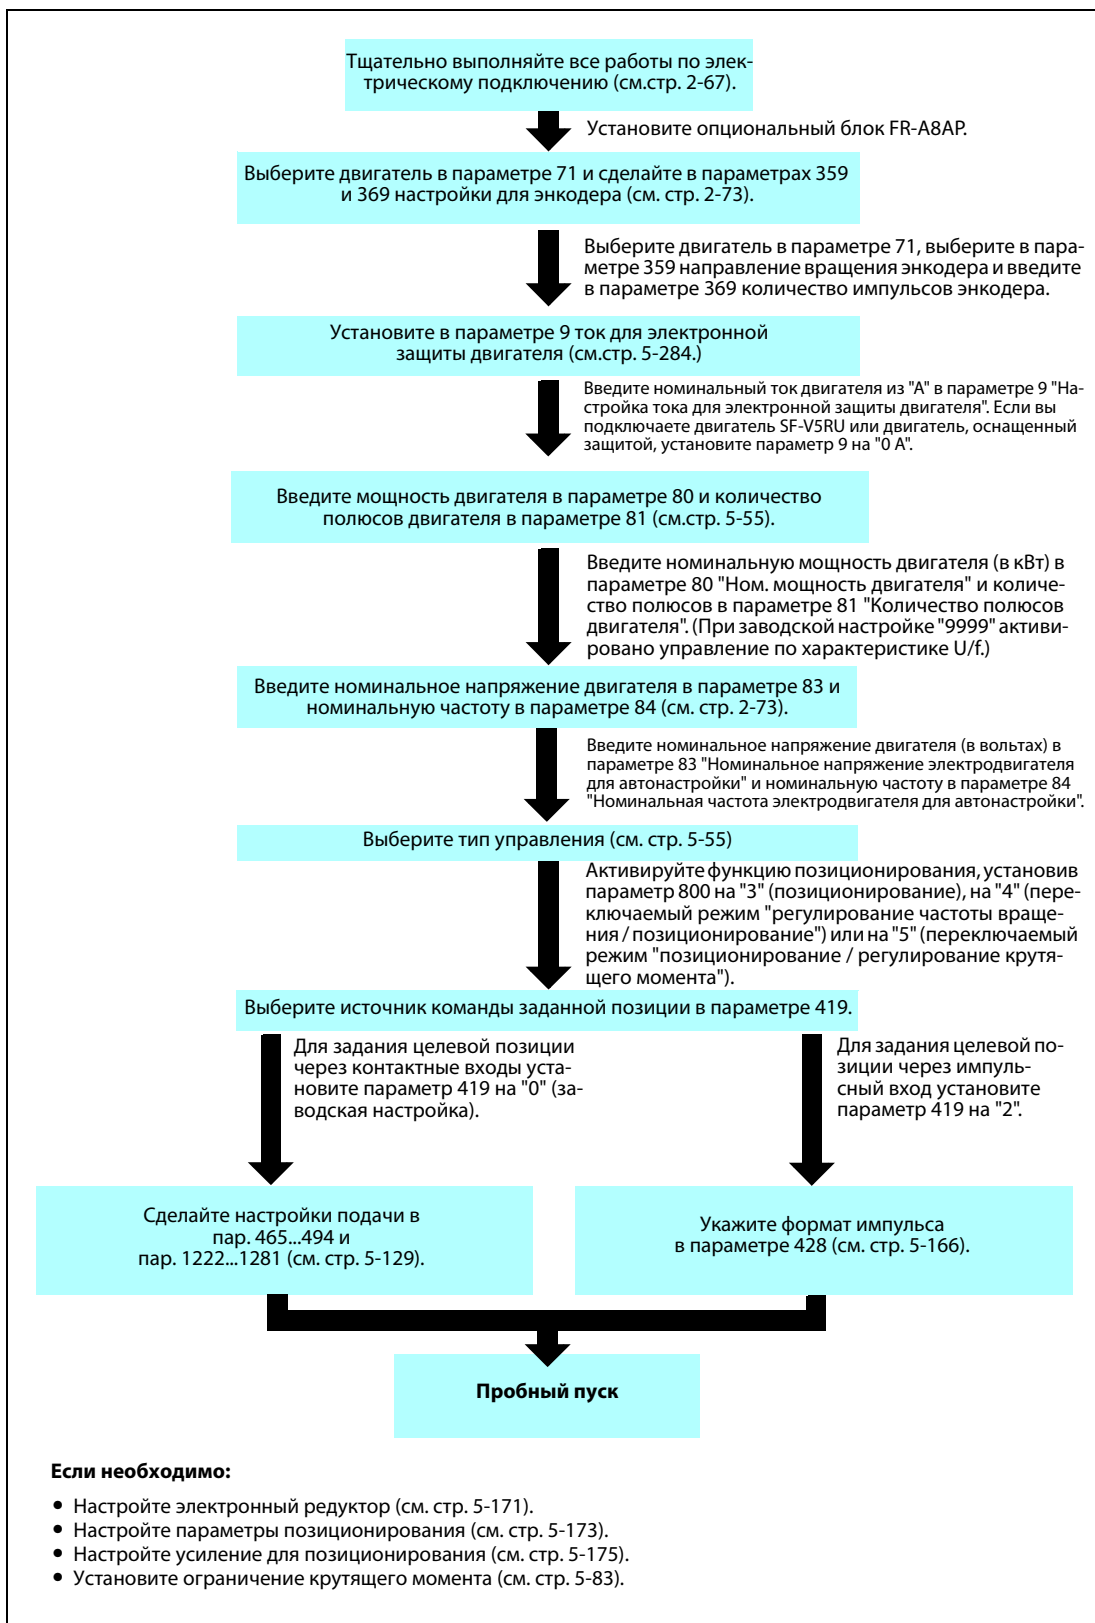 Тщательно выполняйте все работы по элек-
трическому подключению (см.стр. 2-67).
Установите опциональный блок FR-A8AP.
Выберите двигатель в параметре 71 и сделайте в параметрах 359
и 369 настройки для энкодера (см. стр. 2-73).
Выберите двигатель в параметре 71, выберите в пара-
метре 359 направление вращения энкодера и введите
в параметре 369 количество импульсов энкодера.
Установите в параметре 9 ток для электронной
защиты двигателя (см.стр. 5-284.)
Введите номинальный ток двигателя из "А" в параметре 9 "На-
стройка тока для электронной защиты двигателя". Если вы
подключаете двигатель SF-V5RU или двигатель, оснащенный
защитой, установите параметр 9 на "0 А".
Введите мощность двигателя в параметре 80 и количество
полюсов двигателя в параметре 81 (см.стр. 5-55).
Введите номинальную мощность двигателя (в кВт) в
параметре 80 "Ном. мощность двигателя" и количе-
ство полюсов в параметре 81 "Количество полюсов
двигателя". (При заводской настройке "9999" активи-
ровано управление по характеристике U/f.)
Введите номинальное напряжение двигателя в параметре 83 и
номинальную частоту в параметре 84 (см. стр. 2-73).
Введите номинальное напряжение двигателя (в вольтах) в
параметре 83 "Номинальное напряжение электродвигателя
для автонастройки" и номинальную частоту в параметре 84
"Номинальная частота электродвигателя для автонастройки".
Выберите тип управления (см. стр. 5-55)
Активируйте функцию позиционирования, установив
параметр 800 на "3" (позиционирование), на "4" (пере-
ключаемый режим "регулирование частоты враще-
ния / позиционирование") или на "5" (переключаемый
режим "позиционирование / регулирование крутя-
щего момента").
Выберите источник команды заданной позиции в параметре 419.
Для задания целевой позиции
через контактные входы уста-
новите параметр 419 на "0" (за-
водская настройка).
Для задания целевой по-
зиции через импуль-
сный вход установите
параметр 419 на "2".
Сделайте настройки подачи в
пар. 465...494 и
пар. 1222...1281 (см. стр. 5-129).
Укажите формат импульса
в параметре 428 (см. стр. 5-166).
Пробный пуск
Если необходимо:
● Настройте электронный редуктор (см. стр. 5-171).
● Настройте параметры позиционирования (см. стр. 5-173).
● Настройте усиление для позиционирования (см. стр. 5-175).
● Установите ограничение крутящего момента (см. стр. 5-83).